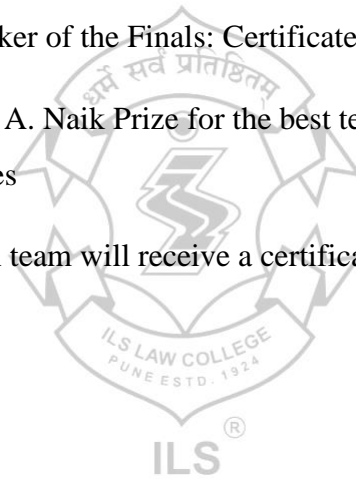 ker of the Finals: Certificate
धर्मे सर्वं प्रतिष्ठितम्
A. Naik Prize for the best te
es
team will receive a certifica
ILS LAW COLLEGE
PUNE ESTD. 1924
®
ILS